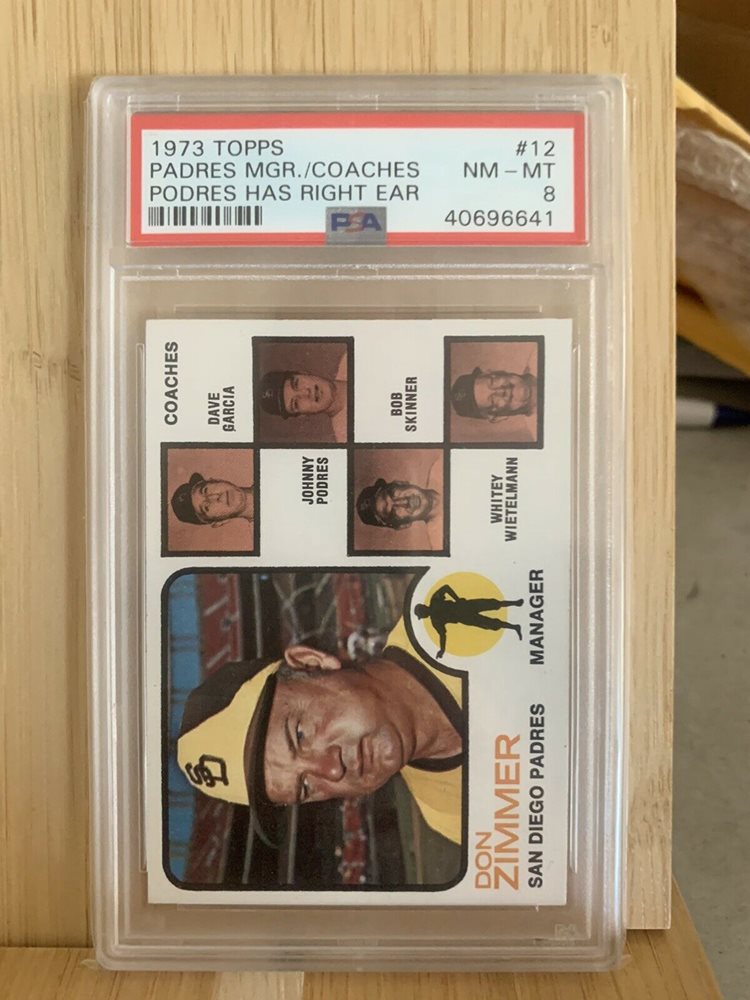 1973 TOPPS #12
PADRES MGR./COACHES NM - MT
PODRES HAS RIGHT EAR 8
PSA 40696641
COACHES
DAVE
GARCIA
JOHNNY
PODRES
BOB
SKINNER
WHITEY
WIETELMANN
SD
DON
ZIMMER
SAN DIEGO PADRES MANAGER